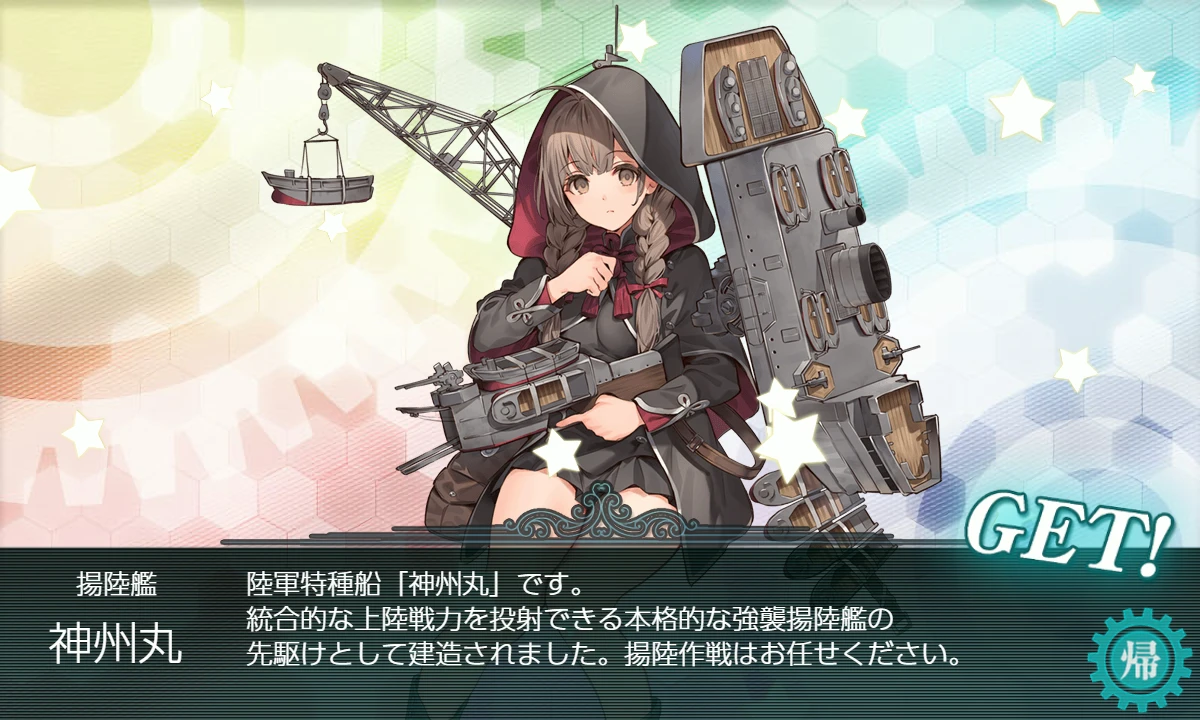 GET!
揚陸艦
神州丸
陸軍特種船「神州丸」です。
統合的な上陸戦力を投射できる本格的な強襲揚陸艦の
先駆けとして建造されました。揚陸作戦はお任せください。
帰